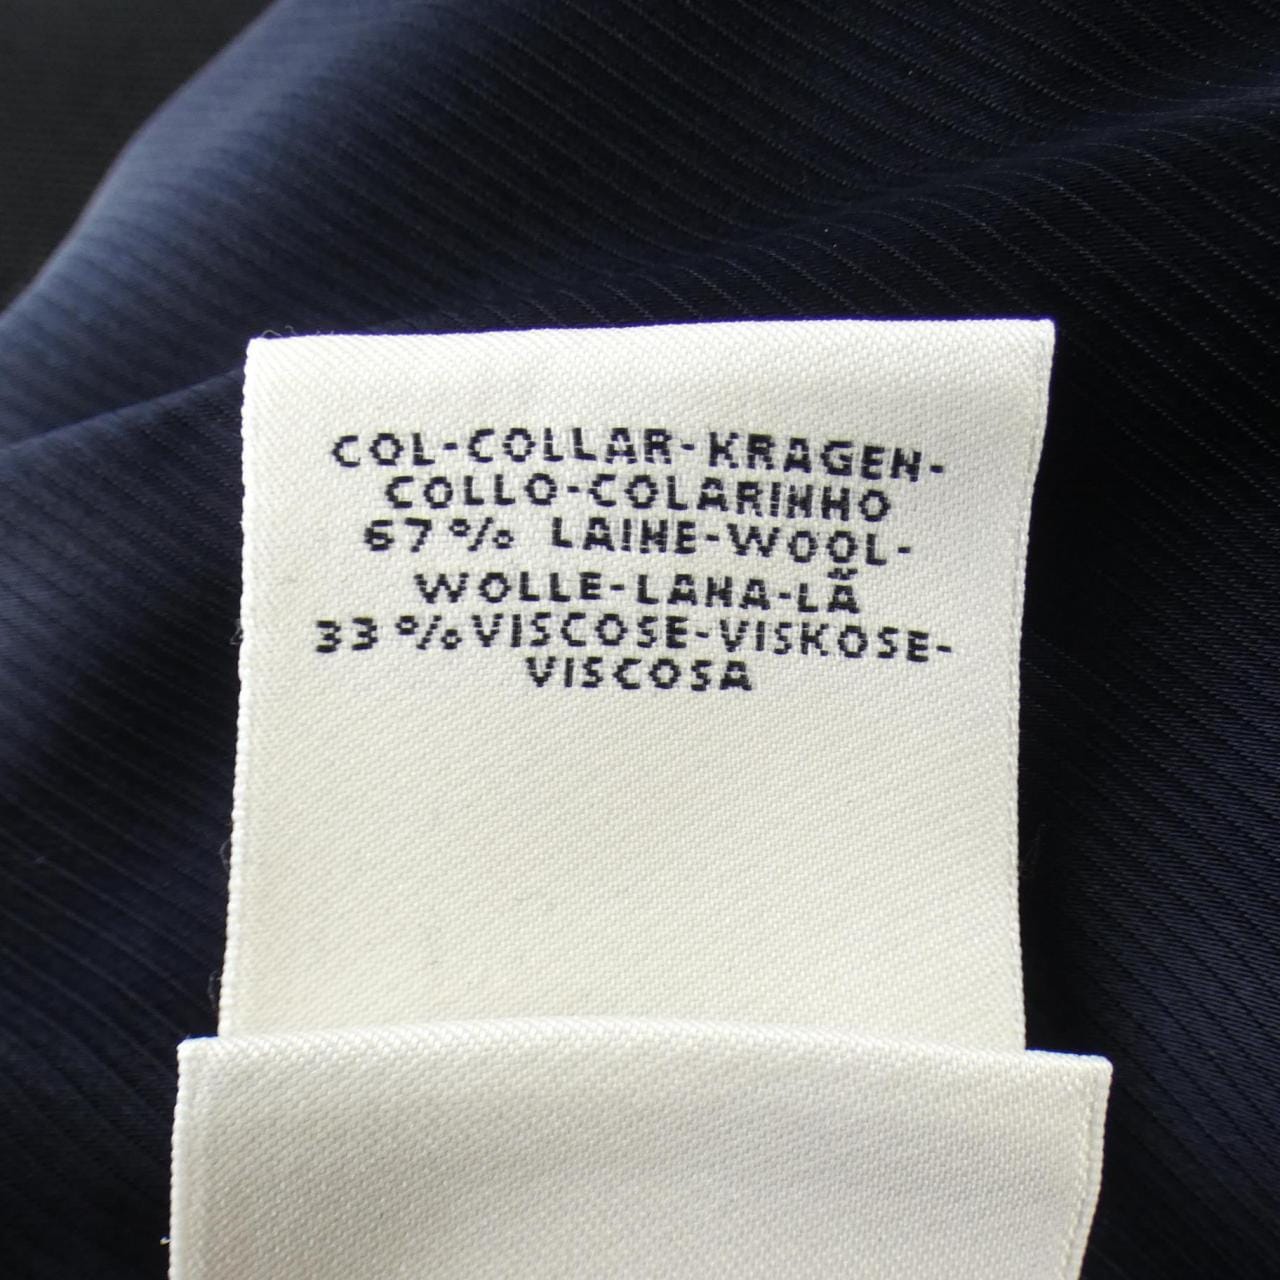 COL-COLLAR-KRAGEN-
COLLO-COLARINHO
67% LAINE-WOOL-
WOLLE-LANA-LÃ
33%VISCOSE-VISKOSE-
VISCOSA